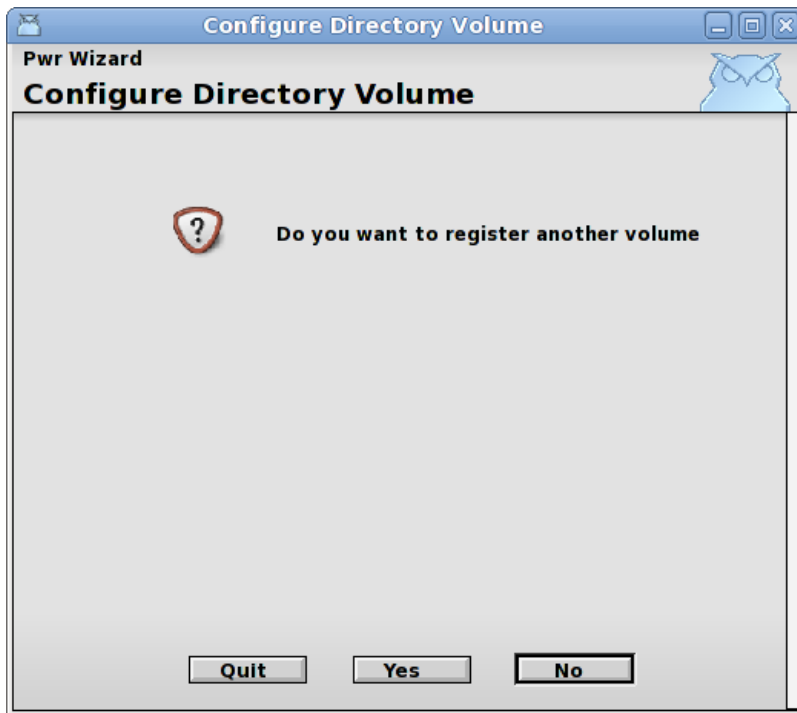 Configure Directory Volume
Pwr Wizard
Configure Directory Volume
?
Do you want to register another volume
Quit
Yes
No